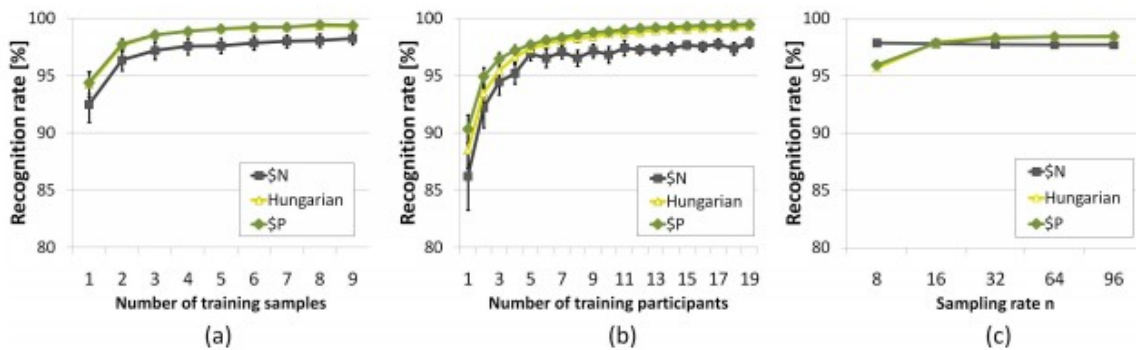 Recognition rate [%]
100
95
90
85
80
$N
Hungarian
$P
1 2 3 4 5 6 7 8 9
Number of training samples
(a)
Recognition rate [%]
100
95
90
85
80
$N
Hungarian
$P
1 3 5 7 9 11 13 15 17 19
Number of training participants
(b)
Recognition rate [%]
100
95
90
85
80
$N
Hungarian
$P
8 16 32 64 96
Sampling rate n
(c)